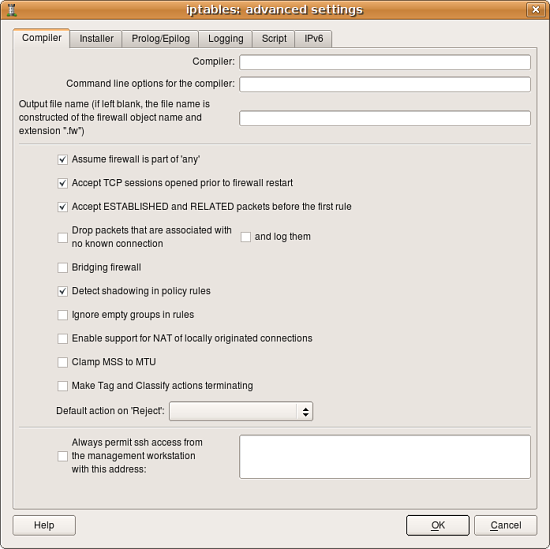 iptables: advanced settings
Compiler Installer Prolog/Epilog Logging Script IPv6
Compiler:
Command line options for the compiler:
Output file name (if left blank, the file name is
constructed of the firewall object name and
extension ".fw")
Assume firewall is part of 'any'
Accept TCP sessions opened prior to firewall restart
Accept ESTABLISHED and RELATED packets before the first rule
Drop packets that are associated with
no known connection
and log them
Bridging firewall
Detect shadowing in policy rules
Ignore empty groups in rules
Enable support for NAT of locally originated connections
Clamp MSS to MTU
Make Tag and Classify actions terminating
Default action on 'Reject':
Always permit ssh access from
the management workstation
with this address:
Help OK Cancel